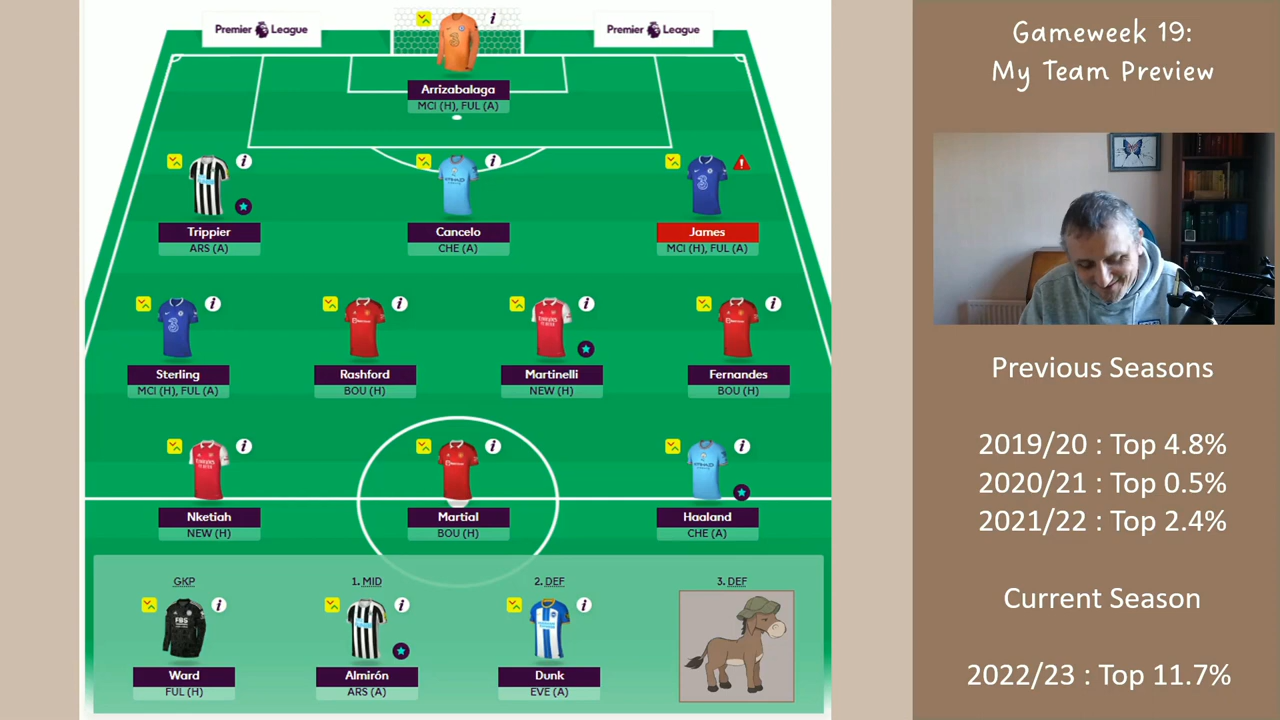 Premier League
Premier League
Arrizabalaga
MCI (H), FUL (A)
Trippier
ARS (A)
Cancelo
CHE (A)
James
MCI (H), FUL (A)
Sterling
MCI (H), FUL (A)
Rashford
BOU (H)
Martinelli
NEW (H)
Fernandes
BOU (H)
Nketiah
NEW (H)
Martial
BOU (H)
Haaland
CHE (A)
GKP
1. MID
2. DEF
3. DEF
Ward
FUL (H)
Almirón
ARS (A)
Dunk
EVE (A)
Gameweek 19:
My Team Preview
Previous Seasons
2019/20 : Top 4.8%
2020/21 : Top 0.5%
2021/22 : Top 2.4%
Current Season
2022/23 : Top 11.7%